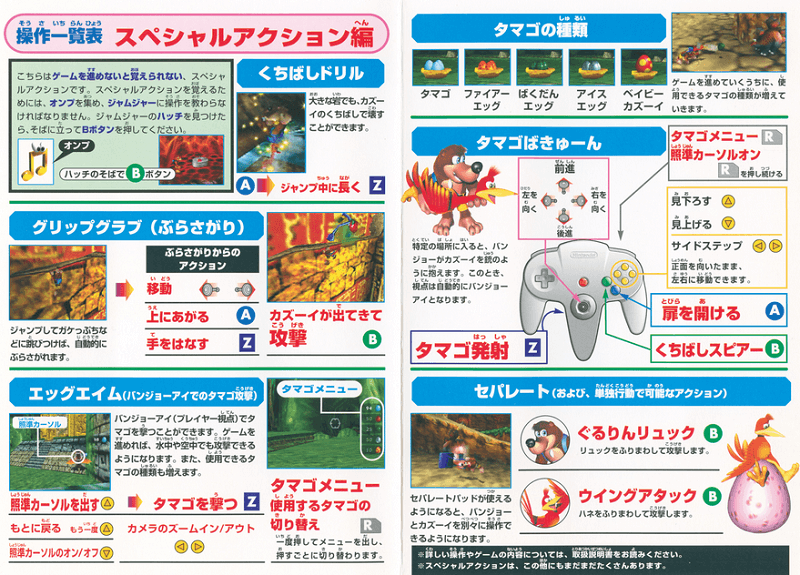 操作一覧表 スペシャルアクション編
そうさいちらんひょう
へん
こちらはゲームを進めないと覚えられない、スペシャ
ルアクションです。スペシャルアクションを覚えるた
めには、オンプを集め、ジャムジャーに操作を教わらな
ければなりません。ジャムジャーのハッチを見つけた
ら、そばに立ってBボタンを押してください。
オンプ
ハッチのそばでBボタン
くちばしドリル
大きな岩でも、カズー
イのくちばしで壊す
ことができます。
A ジャンプ中に長く Z
グリップグラブ（ぶらさがり）
ジャンプしてガケっぷちな
どに跳びつけば、自動的に
ぶらさがれます。
ぶらさがりからの
アクション
移動
上にあがる A
手をはなす Z
カズーイが出てきて
攻撃 B
エッグエイム（バンジョーアイでのタマゴ攻撃）
照準カーソル
バンジョーアイ（プレイヤー視点）でタ
マゴを撃つことができます。ゲーム
を進めれば、水中や空中でも攻撃できる
ようになります。また、使用できるタ
マゴの種類も増えます。
照準カーソルを出す
タマゴを撃つ Z
もとに戻る もう一度
照準カーソルのオン/オフ
カメラのズームイン/アウト
タマゴメニュー
タマゴメニュー
使用するタマゴの
切り替え R
一度押してメニューを出し、
押すごとに切り替わります。
タマゴの種類
タマゴ
ファイアー
エッグ
ばくだん
エッグ
アイス
エッグ
ベイビー
カズーイ
ゲームを進めていくうちに、使
用できるタマゴの種類が増えて
いきます。
タマゴばきゅーん
特定の場所に入ると、バン
ジョーがカズーイを銃のよう
に抱えます。このとき、
視点は自動的にバンジョー
アイとなります。
前進
左を
向く
右を
向く
後退
タマゴメニュー R
照準カーソルオン
Rを押し続ける
見下ろす
見上げる
サイドステップ
正面を向いたまま、
左右に移動できます。
扉を開ける A
くちばしスピアー B
タマゴ発射 Z
セパレート（および、単独行動で可能なアクション）
セパレートパッドが使える
ようになると、バンジョー
とカズーイを別々に操作で
きるようになります。
ぐるりんリュック B
リュックをふりまわして攻撃します。
ウイングアタック B
ハネをふりまわして攻撃します。
※詳しい操作やゲームの内容については、取扱説明書をお読みください。
※スペシャルアクションは、この他にもまだまだたくさんあります。